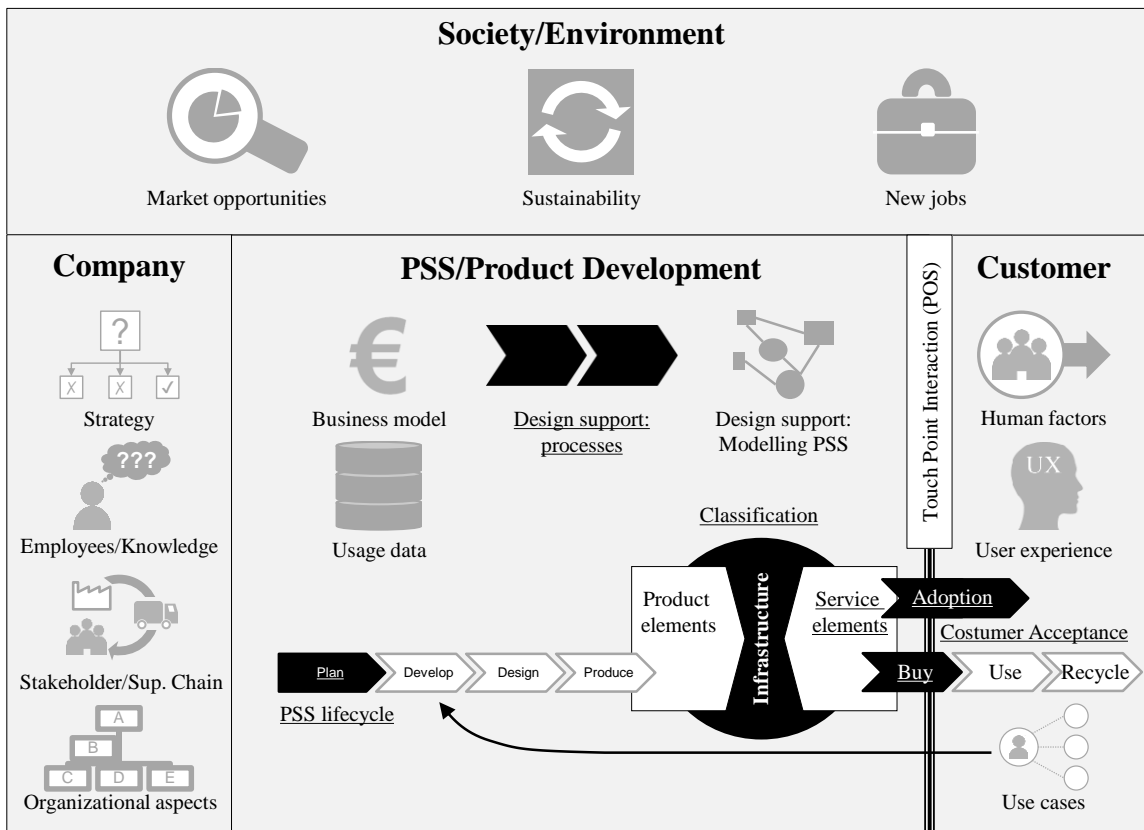 Society/Environment
Market opportunities
Sustainability
New jobs
Company
?
X
X
✓
Strategy
???
Employees/Knowledge
Stakeholder/Sup. Chain
A
B
C
D
E
Organizational aspects
PSS/Product Development
€
Business model
Design support:
processes
Design support:
Modelling PSS
Usage data
Classification
Product
elements
Infrastructure
Service
elements
Plan
Develop
Design
Produce
PSS lifecycle
Touch Point Interaction (POS)
Customer
Human factors
UX
User experience
Adoption
Costumer Acceptance
Buy
Use
Recycle
Use cases